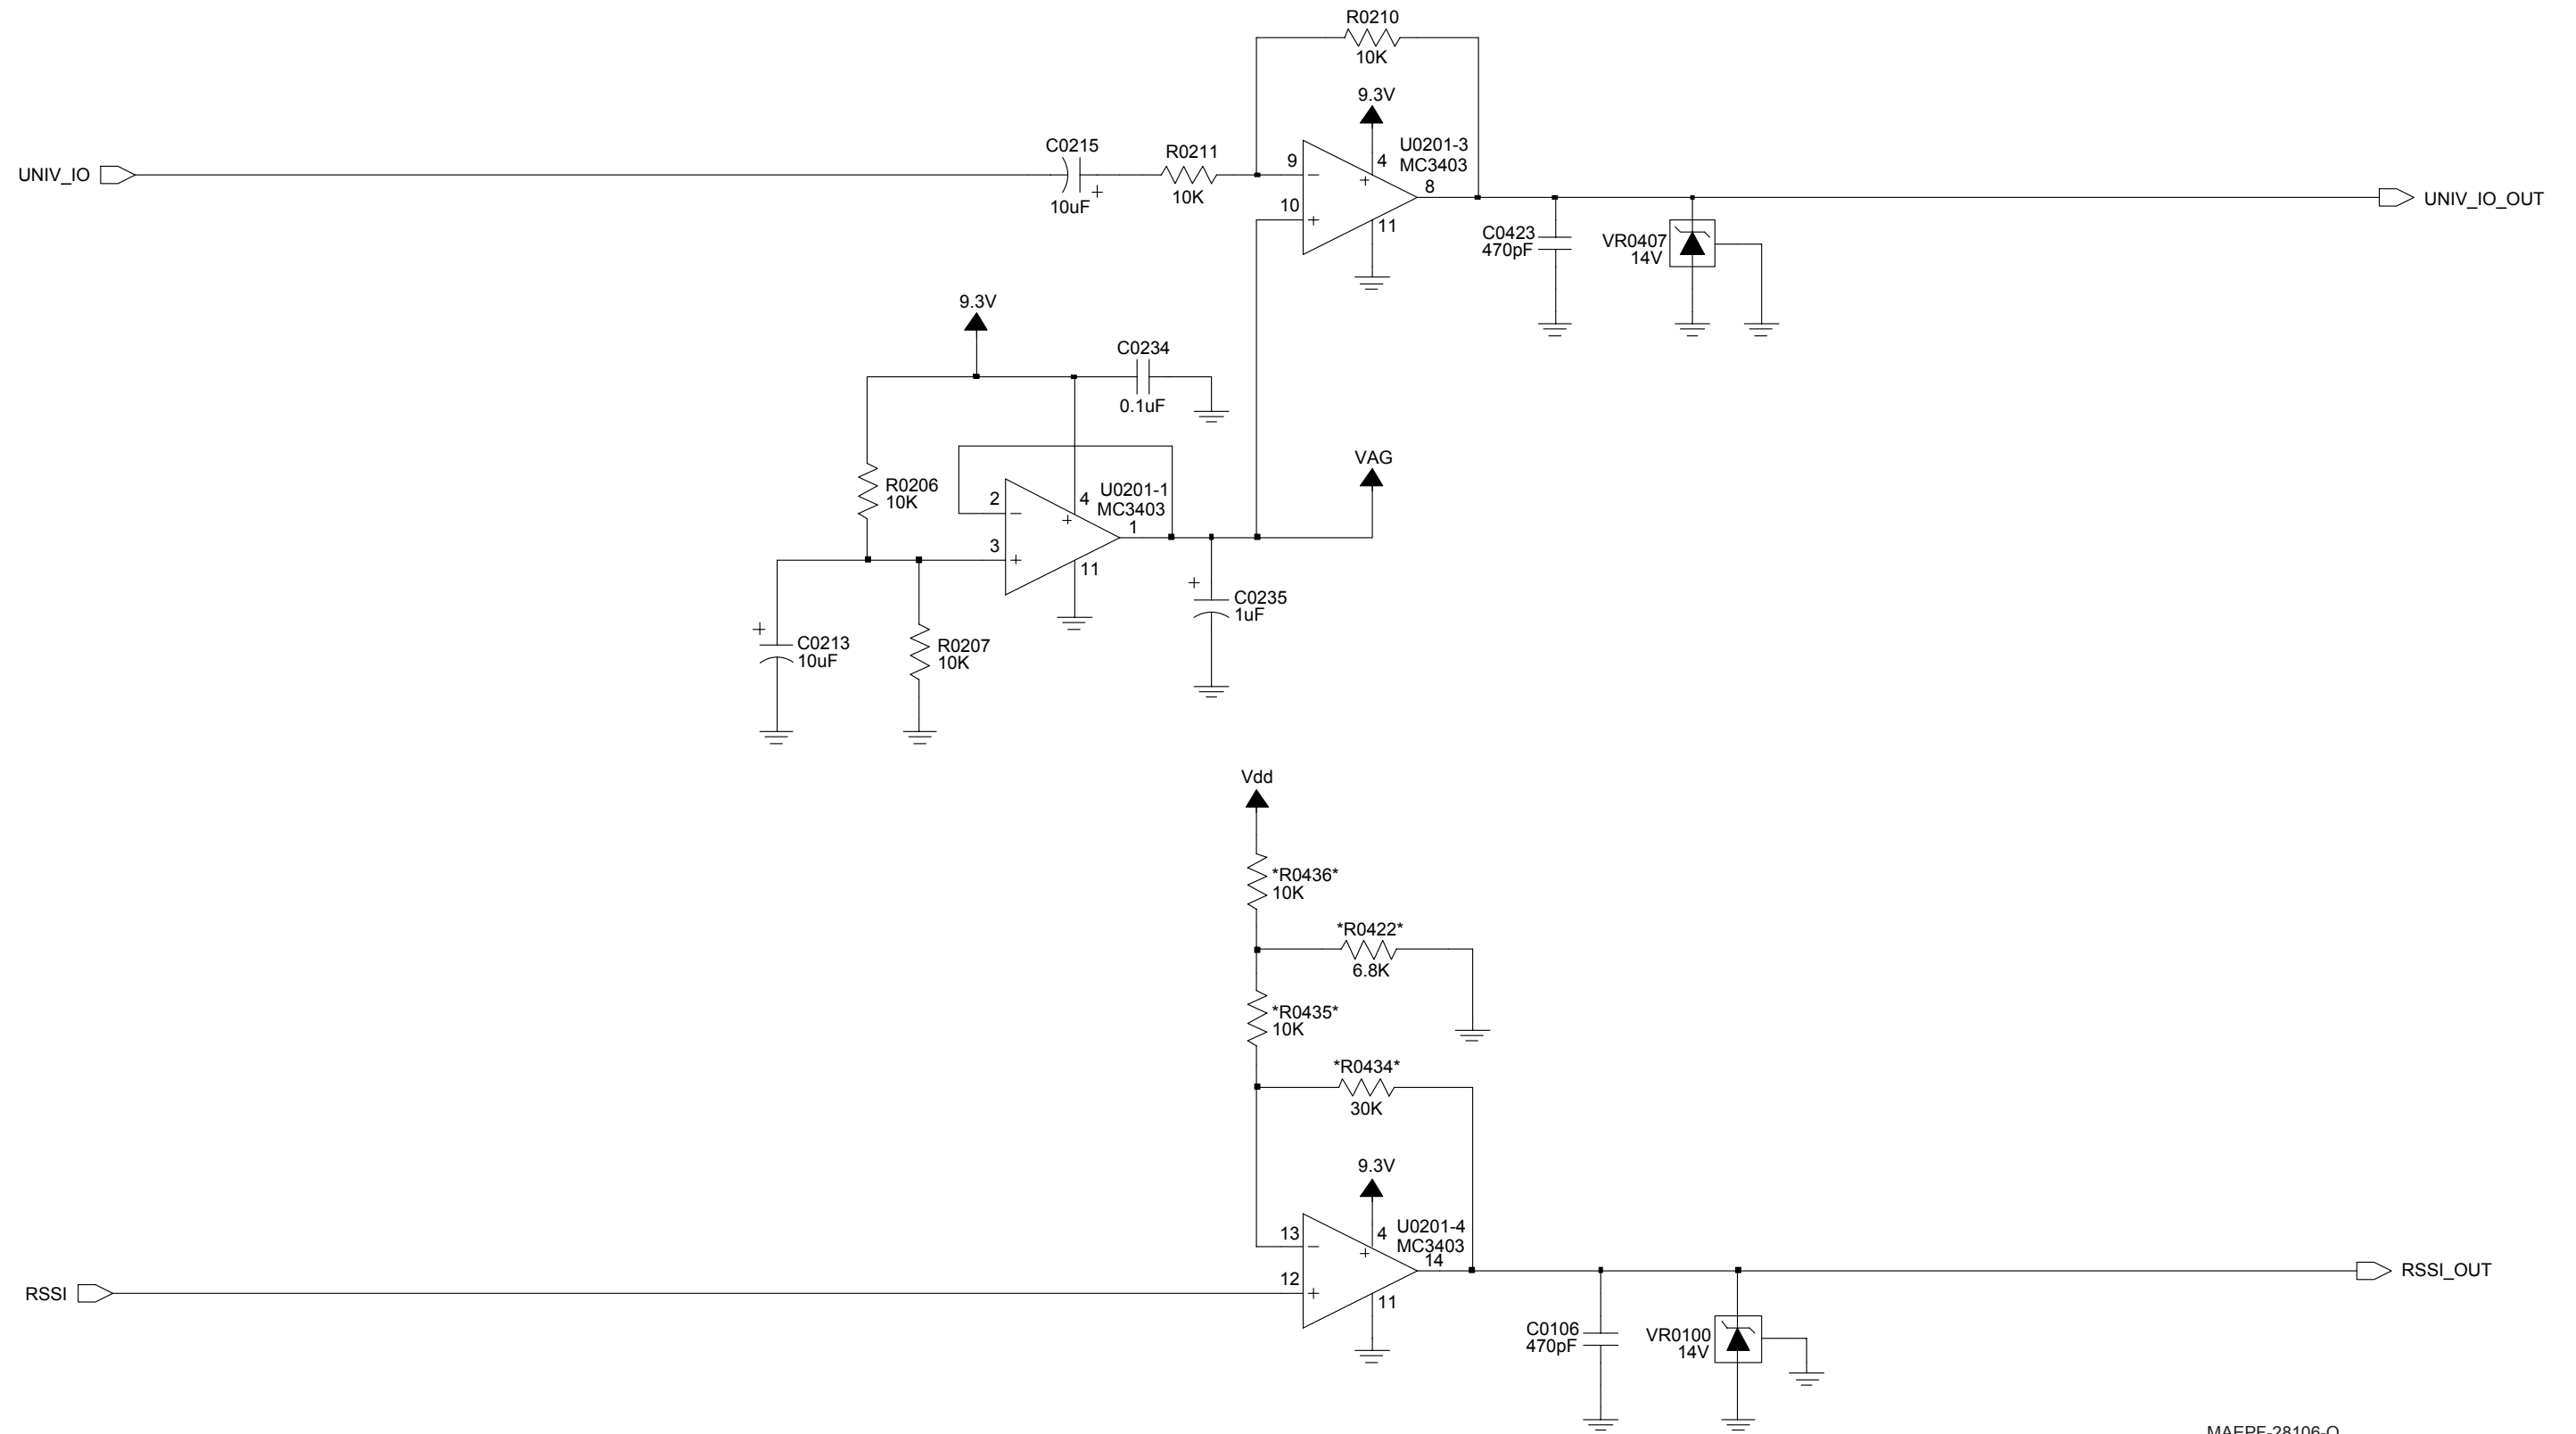 R0210
10K
9.3V
C0215
10uF
+
R0211
10K
UNIV_IO
9
10
4
U0201-3
MC3403
8
11
−
+
+
C0423
470pF
VR0407
14V
UNIV_IO_OUT
9.3V
C0234
0.1uF
R0206
10K
2
3
4
U0201-1
MC3403
1
11
−
+
+
VAG
+
C0235
1uF
+
C0213
10uF
R0207
10K
Vdd
*R0436*
10K
*R0422*
6.8K
*R0435*
10K
*R0434*
30K
9.3V
13
12
4
U0201-4
MC3403
14
11
−
+
+
RSSI
RSSI_OUT
C0106
470pF
VR0100
14V
MAEPF-28106-O